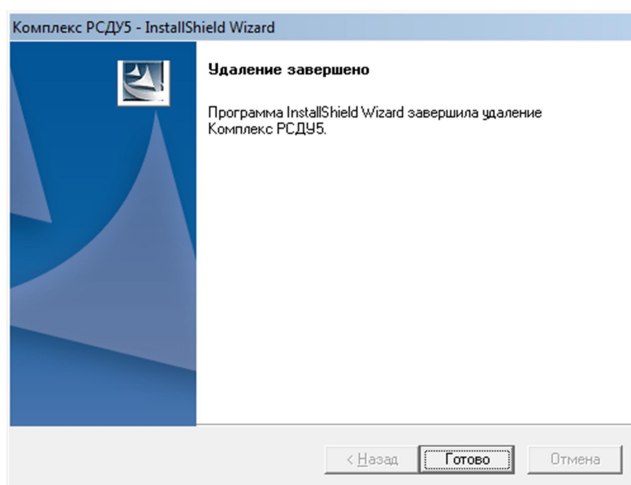 Комплекс РСДУ5 - InstallShield Wizard
Удаление завершено
Программа InstallShield Wizard завершила удаление
Комплекс РСДУ5.
< Назад
Готово
Отмена